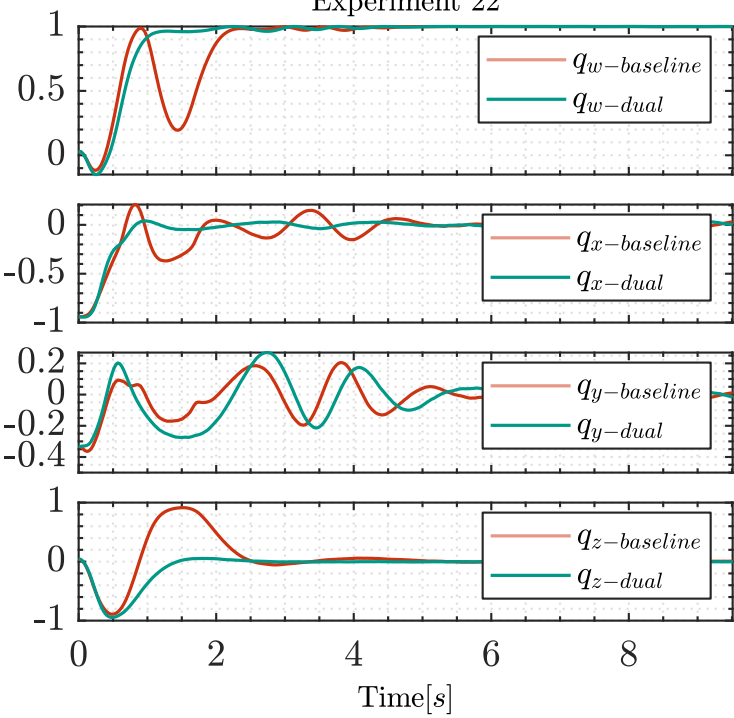 Experiment 22
1
0.5
0
q_{w-baseline}
q_{w-dual}
0
-0.5
-1
q_{x-baseline}
q_{x-dual}
0.2
0
-0.2
-0.4
q_{y-baseline}
q_{y-dual}
1
0
-1
q_{z-baseline}
q_{z-dual}
0 2 4 6 8
Time[s]